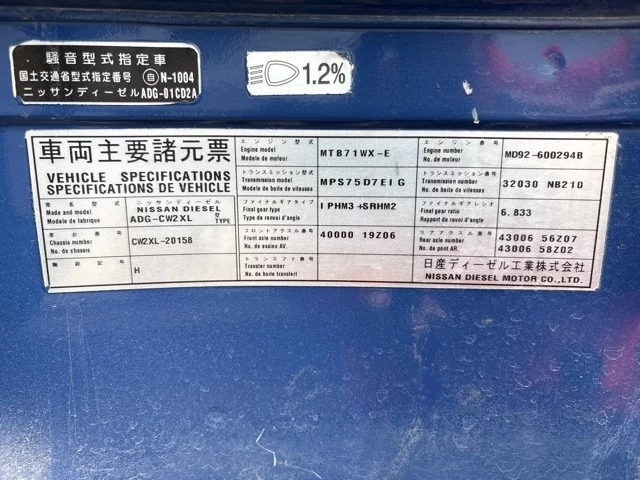 騒音型式指定車
国土交通省型式指定番号 自 N-1004
ニッサンディーゼル ADG-01CD2A
1.2%
車両主要諸元票
VEHICLE SPECIFICATIONS
SPECIFICATIONS DE VEHICLE
車名型式
Made and model
Modele de labrique
ニッサンディーゼル
NISSAN DIESEL
ADG-CW2XL
型
TYPE
車台番号
Chassis number
No. de chassis
CW2XL-20158
架装記号
H
エンジン型式
Engine model
Modele de moteur
MTB71WX-E
トランスミッション型式
Transmission model
Modele de boite de vitesses
MPS75D7EI G
ファイナルギヤタイプ
Final gear type
Type de renvoi d'angle
I PHM3 +SRHM2
フロントアクスル番号
Front axle number
No. de essieu AV.
40000 19Z06
トランスファ番号
Transfer number
No. de boite transfert
エンジン番号
Engine number
No. de moteur
MD92-600294B
トランスミッション番号
Transmission number
No. de boite de vitesses
32030 NB210
ファイナルギヤレシオ
Final gear ratio
Rapport de renvoi d'angle
6.833
リヤアクスル番号
Rear axle number
No. de pont AR.
43006 56Z07
43006 58Z02
日産ディーゼル工業株式会社
NISSAN DIESEL MOTOR CO.,LTD.